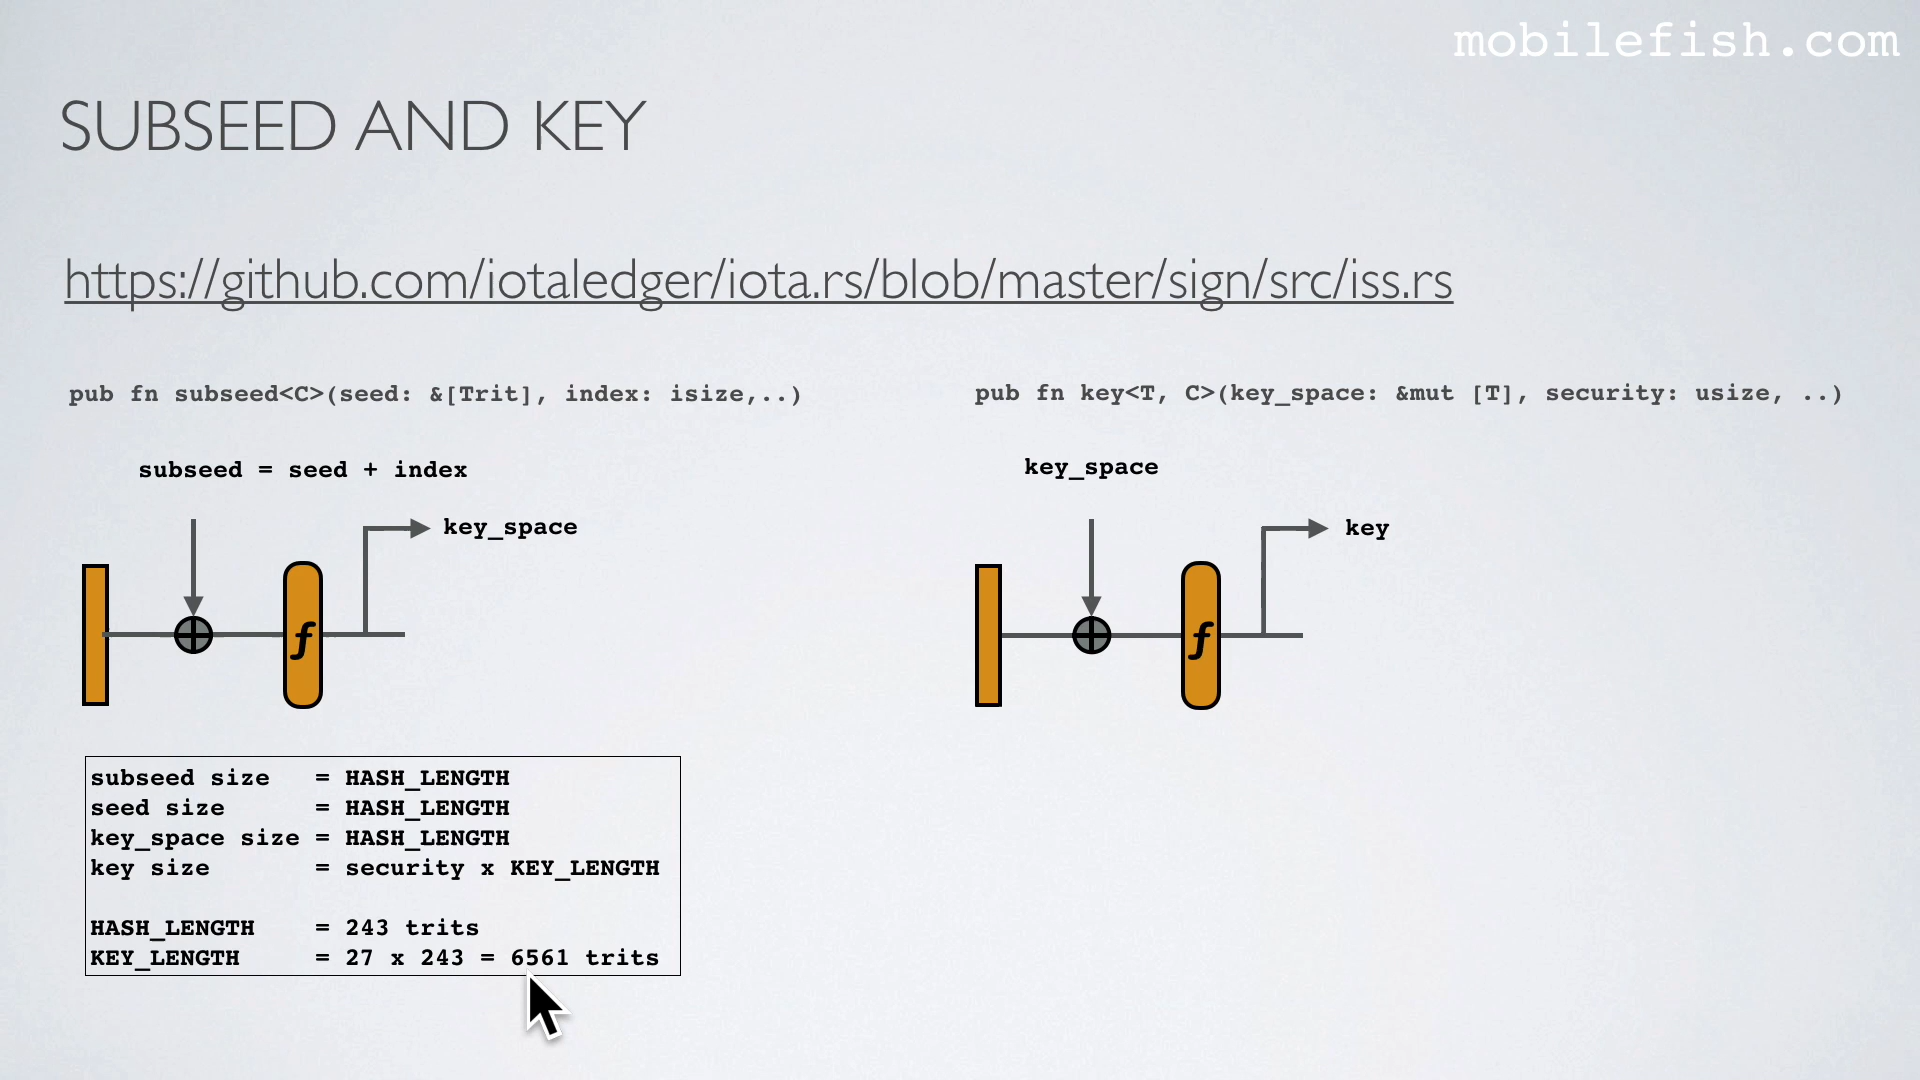 mobilefish.com
SUBSEED AND KEY
https://github.com/iotaledger/iota.rs/blob/master/sign/src/iss.rs
pub fn subseed<C>(seed: &[Trit], index: isize,..)
pub fn key<T, C>(key_space: &mut [T], security: usize, ..)
subseed = seed + index
key_space
key_space
key
f
f
subseed size = HASH_LENGTH
seed size = HASH_LENGTH
key_space size = HASH_LENGTH
key size = security x KEY_LENGTH
HASH_LENGTH = 243 trits
KEY_LENGTH = 27 x 243 = 6561 trits